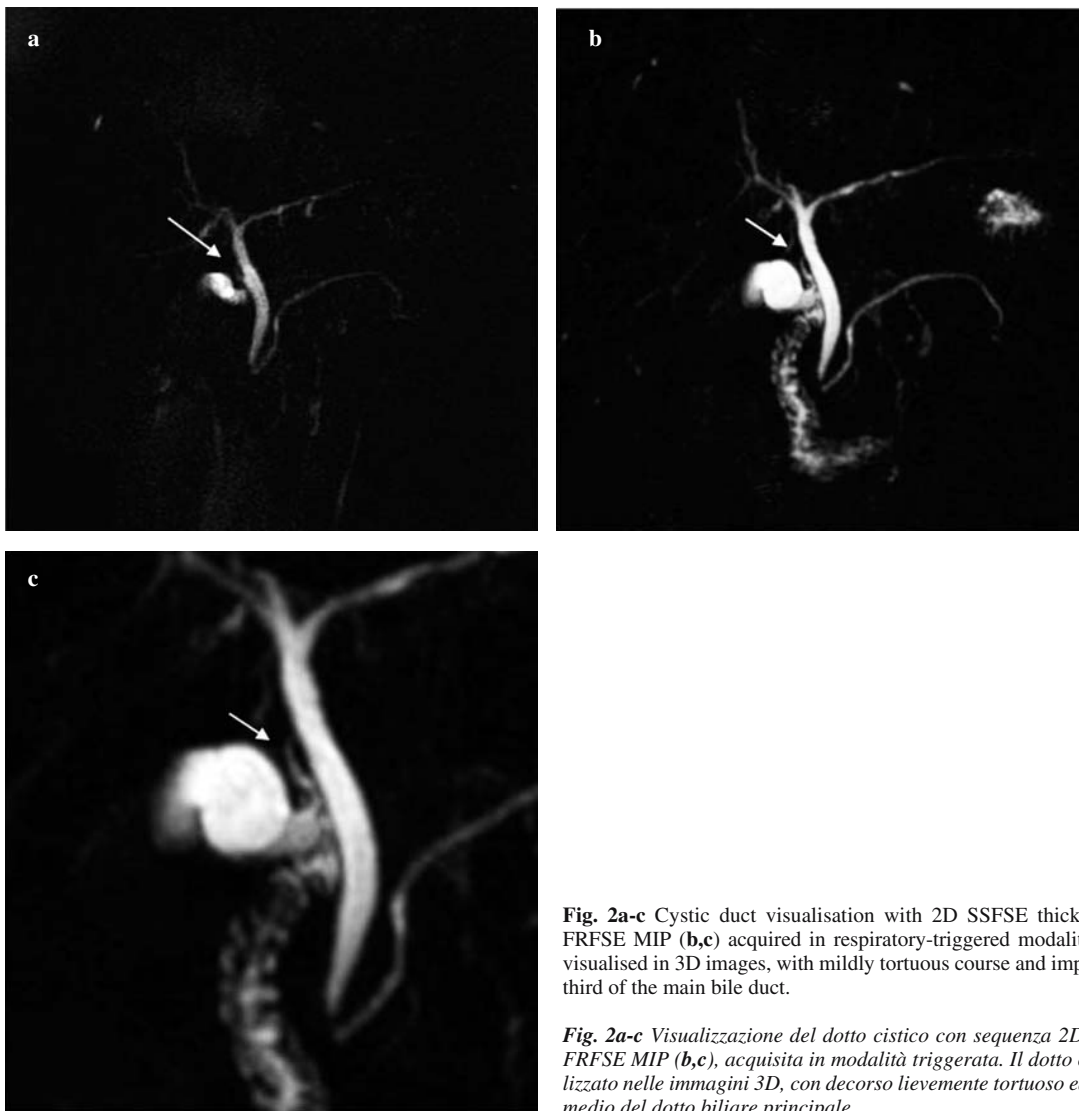 a
b
c
Fig. 2a-c Cystic duct visualisation with 2D SSFSE thick
FRFSE MIP (b,c) acquired in respiratory-triggered modali
visualised in 3D images, with mildly tortuous course and imp
third of the main bile duct.
Fig. 2a-c Visualizzazione del dotto cistico con sequenza 2D
FRFSE MIP (b,c), acquisita in modalità triggerata. Il dotto
lizzato nelle immagini 3D, con decorso lievemente tortuoso e
medio del dotto biliare principale